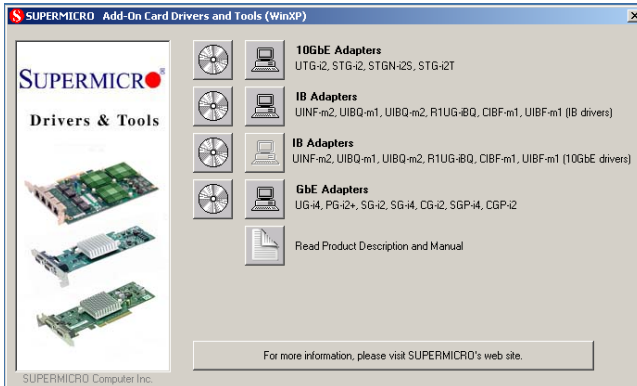 SUPERMICRO Add-On Card Drivers and Tools (WinXP)
SUPERMICRO
Drivers & Tools
10GbE Adapters
UTG-i2, STG-i2, STGN-i2S, STG-i2T
IB Adapters
UINF-m2, UIBQ-m1, UIBQ-m2, R1UG-iBQ, CIBF-m1, UIBF-m1 (IB drivers)
IB Adapters
UINF-m2, UIBQ-m1, UIBQ-m2, R1UG-iBQ, CIBF-m1, UIBF-m1 (10GbE drivers)
GbE Adapters
UG-i4, PG-i2+, SG-i2, SG-i4, CG-i2, SGP-i4, CGP-i2
Read Product Description and Manual
For more information, please visit SUPERMICRO's web site.
SUPERMICRO Computer Inc.